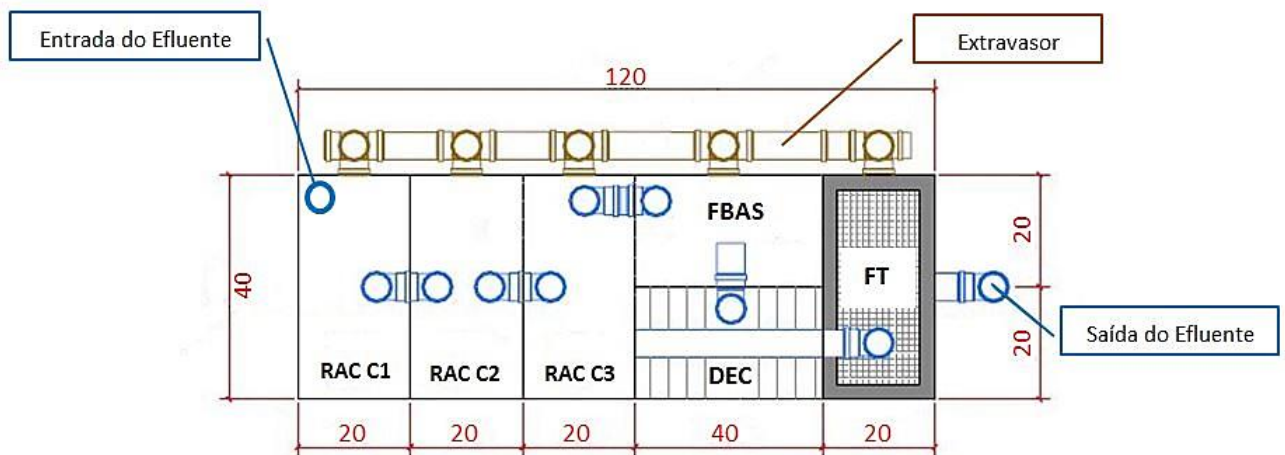 Entrada do Efluente
Extravasor
120
FBAS
20
40
FT
20
Saída do Efluente
RAC C1
RAC C2
RAC C3
DEC
20
20
20
40
20